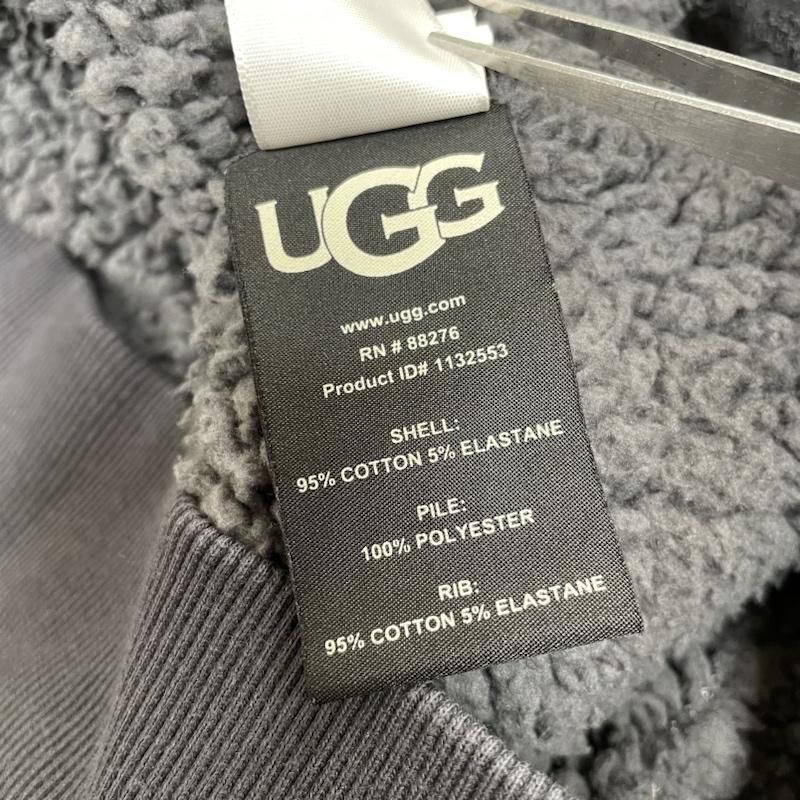 UGG
www.ugg.com
RN # 88276
Product ID# 1132553
SHELL:
95% COTTON 5% ELASTANE
PILE:
100% POLYESTER
RIB:
95% COTTON 5% ELASTANE